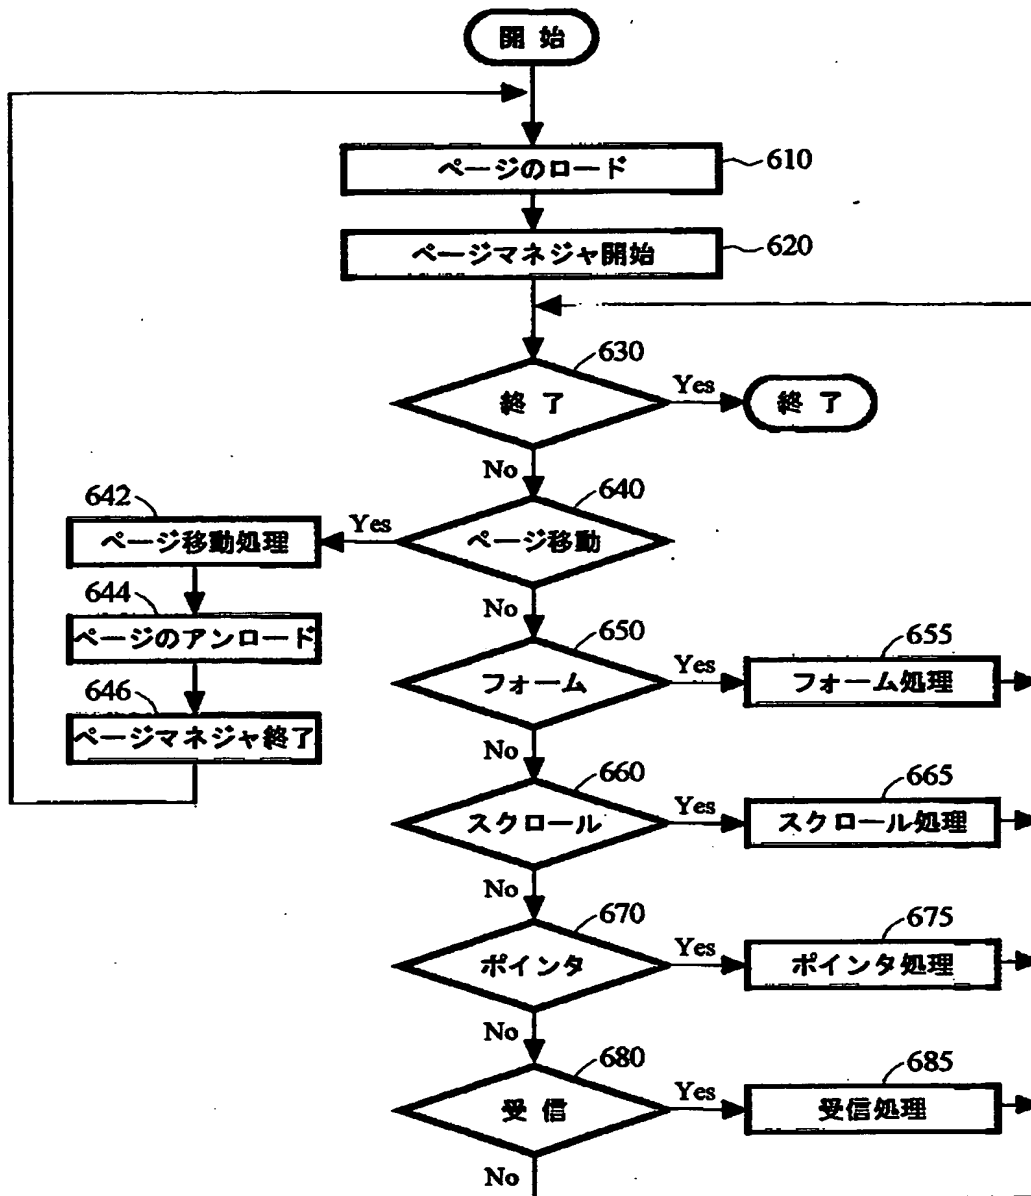 開始
ページのロード
610
ページマネジャ開始
620
630
終了
Yes
終了
No
640
642
ページ移動
Yes
ページ移動処理
644
No
ページのアンロード
650
655
646
フォーム
Yes
フォーム処理
ページマネジャ終了
No
660
665
スクロール
Yes
スクロール処理
No
670
675
ポインタ
Yes
ポインタ処理
No
680
685
受信
Yes
受信処理
No